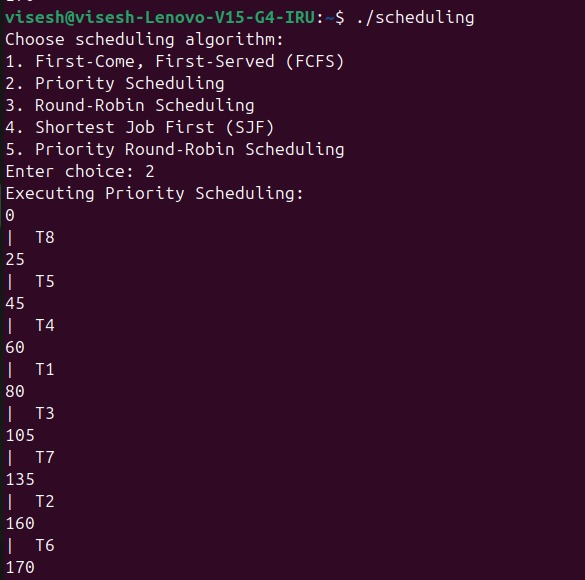 visesh@visesh-Lenovo-V15-G4-IRU:~$ ./scheduling
Choose scheduling algorithm:
1. First-Come, First-Served (FCFS)
2. Priority Scheduling
3. Round-Robin Scheduling
4. Shortest Job First (SJF)
5. Priority Round-Robin Scheduling
Enter choice: 2
Executing Priority Scheduling:
0
|  T8
25
|  T5
45
|  T4
60
|  T1
80
|  T3
105
|  T7
135
|  T2
160
|  T6
170